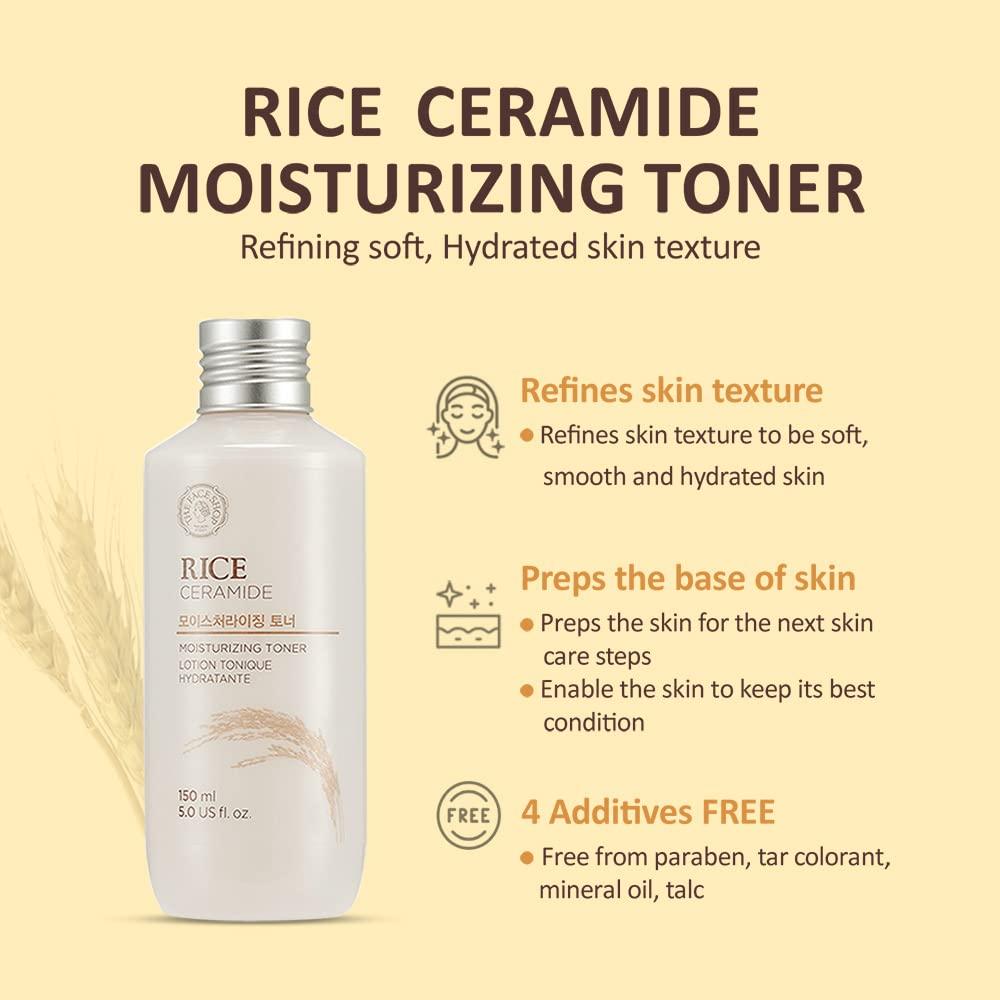 RICE CERAMIDE
MOISTURIZING TONER
Refining soft, Hydrated skin texture
THE FACE SHOP
RICE
CERAMIDE
모이스처라이징 토너
MOISTURIZING TONER
LOTION TONIQUE
HYDRATANTE
150 ml
5.0 US fl. oz.
Refines skin texture
• Refines skin texture to be soft,
smooth and hydrated skin
Preps the base of skin
• Preps the skin for the next skin
care steps
• Enable the skin to keep its best
condition
FREE
4 Additives FREE
• Free from paraben, tar colorant,
mineral oil, talc